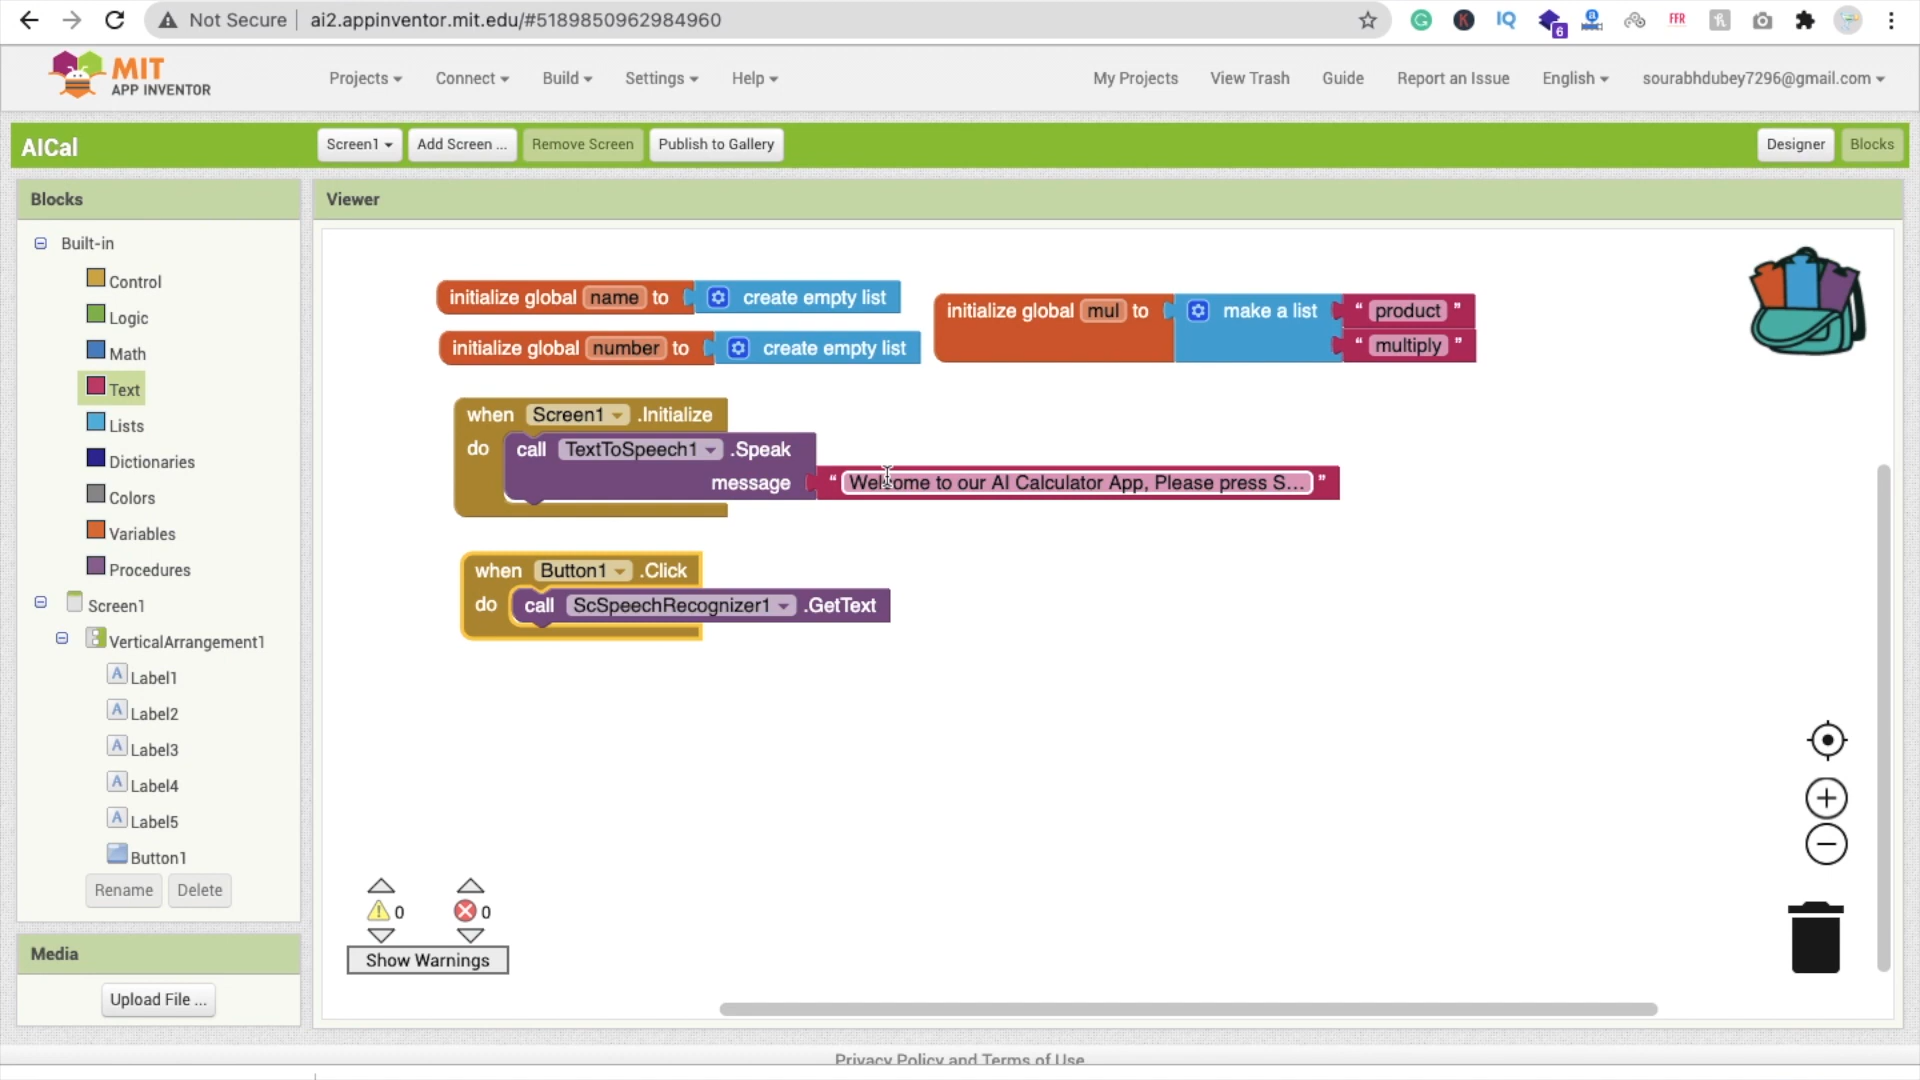 Not Secure
ai2.appinventor.mit.edu/#5189850962984960
K
IQ
6
a
FFR
MIT
APP INVENTOR
Projects
Connect
Build
Settings
Help
My Projects
View Trash
Guide
Report an Issue
English
sourabhdubey7296@gmail.com
AICal
Screen1
Add Screen ...
Remove Screen
Publish to Gallery
Designer
Blocks
Blocks
Built-in
Control
Logic
Math
Text
Lists
Dictionaries
Colors
Variables
Procedures
Screen1
VerticalArrangement1
A Label1
A Label2
A Label3
A Label4
A Label5
Button1
Rename
Delete
Media
Upload File ...
Viewer
initialize global name to create empty list
initialize global number to create empty list
initialize global mul to make a list “ product ”
“ multiply ”
when Screen1 .Initialize
do call TextToSpeech1 .Speak
message “ Welcome to our AI Calculator App, Please press S... ”
when Button1 .Click
do call ScSpeechRecognizer1 .GetText
0
0
Show Warnings
Privacy Policy and Terms of Use